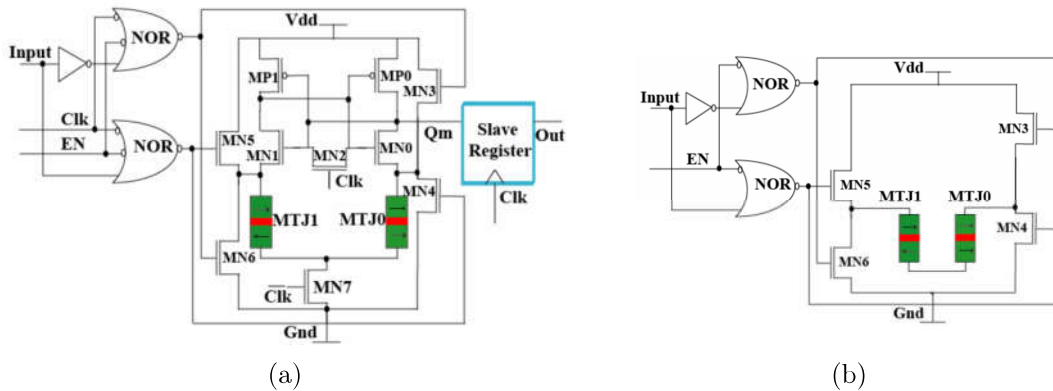 Vdd
NOR
Input
MP1
MP0
MN3
Clk
EN
NOR
MN5
MN1
MN2
MN0
Clk
Qm
Slave
Register
Out
MN4
Clk
MTJ1
MTJ0
MN6
Clk
MN7
Gnd
(a)
NOR
Vdd
Input
MN3
EN
NOR
MN5
MTJ1
MTJ0
MN4
MN6
Gnd
(b)